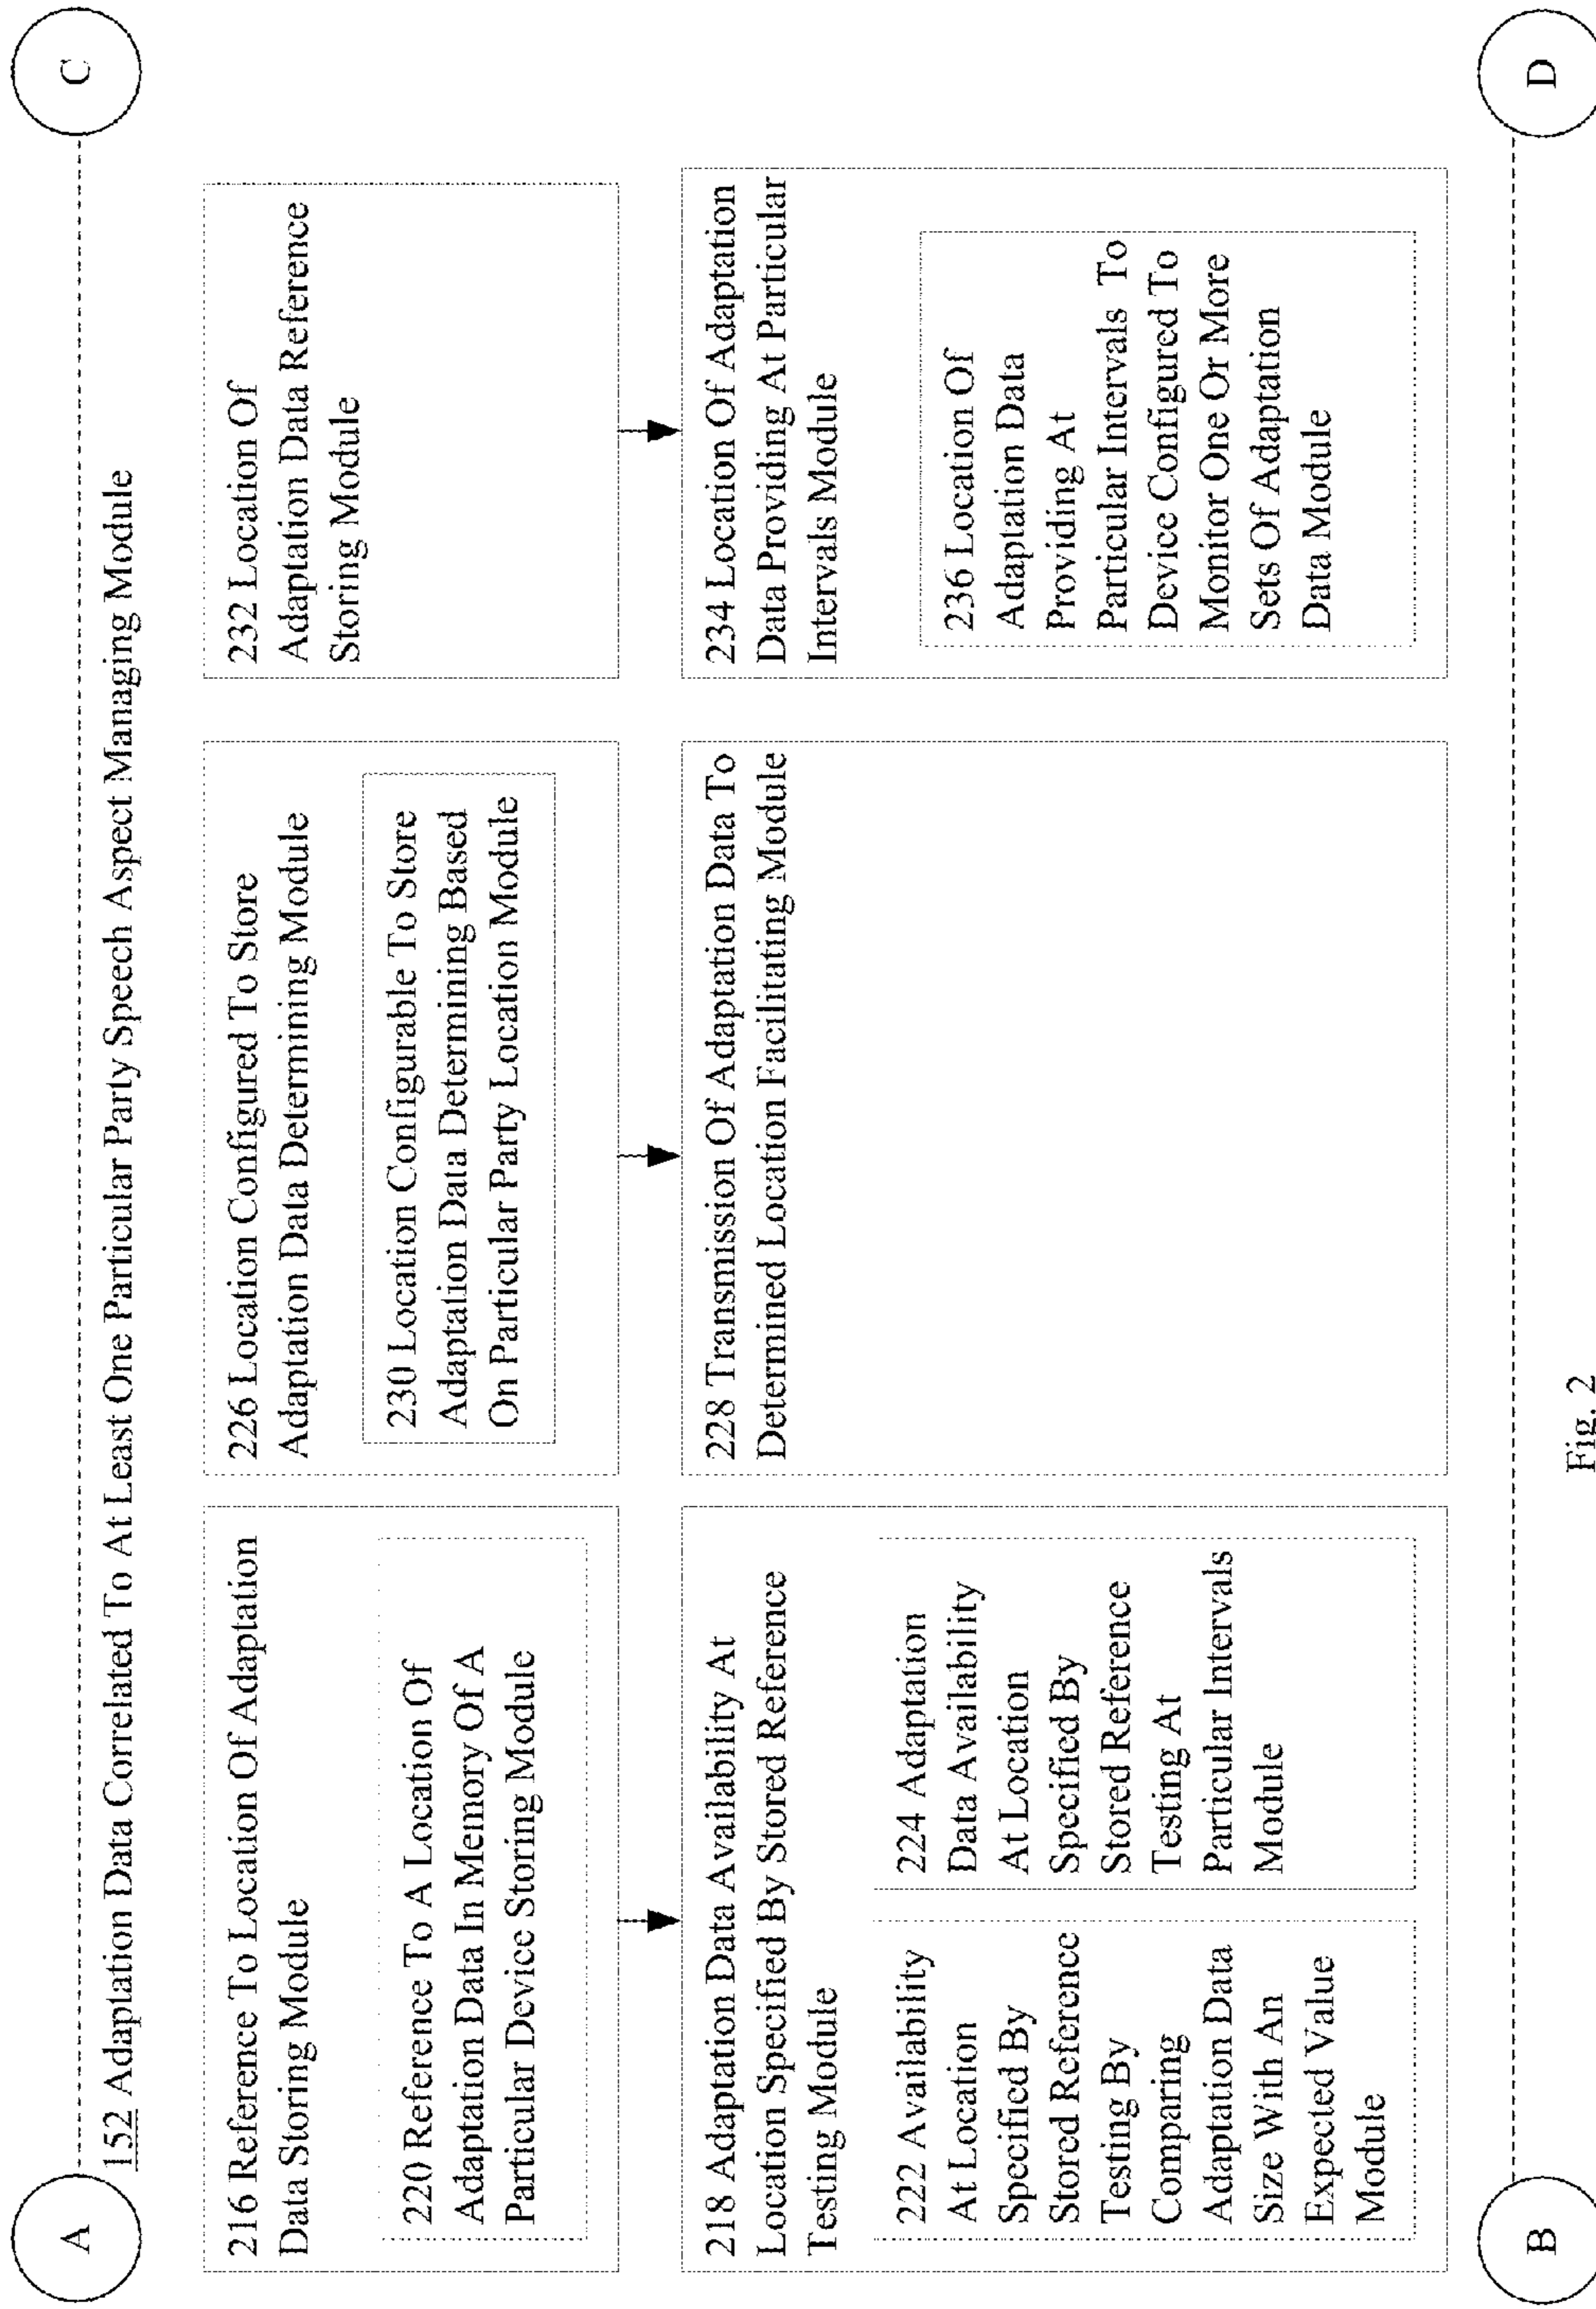 A
C
152 Adaptation Data Correlated To At Least One Particular Party Speech Aspect Managing Module
216 Reference To Location Of Adaptation
Data Storing Module
220 Reference To A Location Of
Adaptation Data In Memory Of A
Particular Device Storing Module
226 Location Configured To Store
Adaptation Data Determining Module
230 Location Configurable To Store
Adaptation Data Determining Based
On Particular Party Location Module
232 Location Of
Adaptation Data Reference
Storing Module
218 Adaptation Data Availability At
Location Specified By Stored Reference
Testing Module
222 Availability
At Location
Specified By
Stored Reference
Testing By
Comparing
Adaptation Data
Size With An
Expected Value
Module
224 Adaptation
Data Availability
At Location
Specified By
Stored Reference
Testing At
Particular Intervals
Module
228 Transmission Of Adaptation Data To
Determined Location Facilitating Module
234 Location Of Adaptation
Data Providing At Particular
Intervals Module
236 Location Of
Adaptation Data
Providing At
Particular Intervals To
Device Configured To
Monitor One Or More
Sets Of Adaptation
Data Module
B
D
Fig. 2